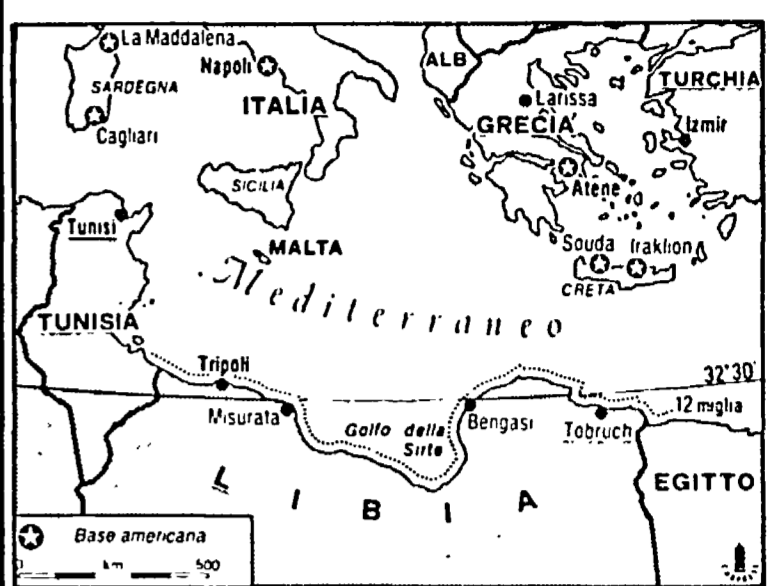 La Maddalena
Napoli
ALB
TURCHIA
SARDEGNA
ITALIA
Larissa
GRECIA
Izmir
Cagliari
Atene
SICILIA
Tunisi
MALTA
Souda
Iraklion
CRETA
Mediterraneo
TUNISIA
Tripoli
32°30'
Misurata
Golfo della
Sirte
Bengasi
12 miglia
Tobruch
LIBIA
EGITTO
Base americana
0 km 500